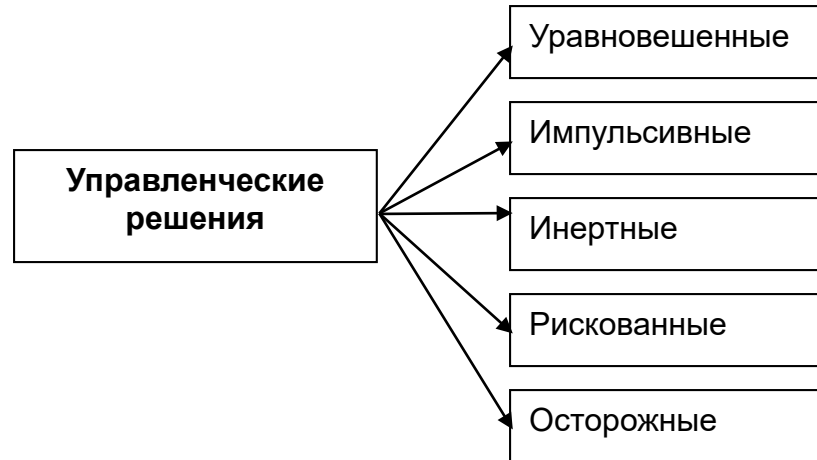 Управленческие
решения
Уравновешенные
Импульсивные
Инертные
Рискованные
Осторожные